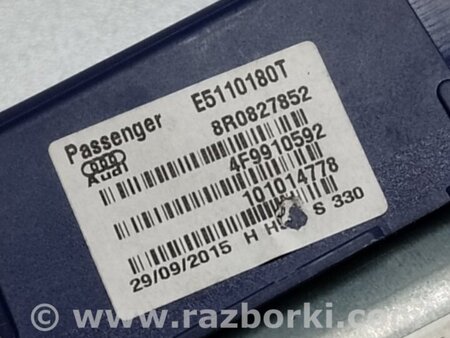 Passenger E5110180T
Audi 8R0827852
4F9910592
101014778
29/09/2015 H H S 330
© www.razborki.com